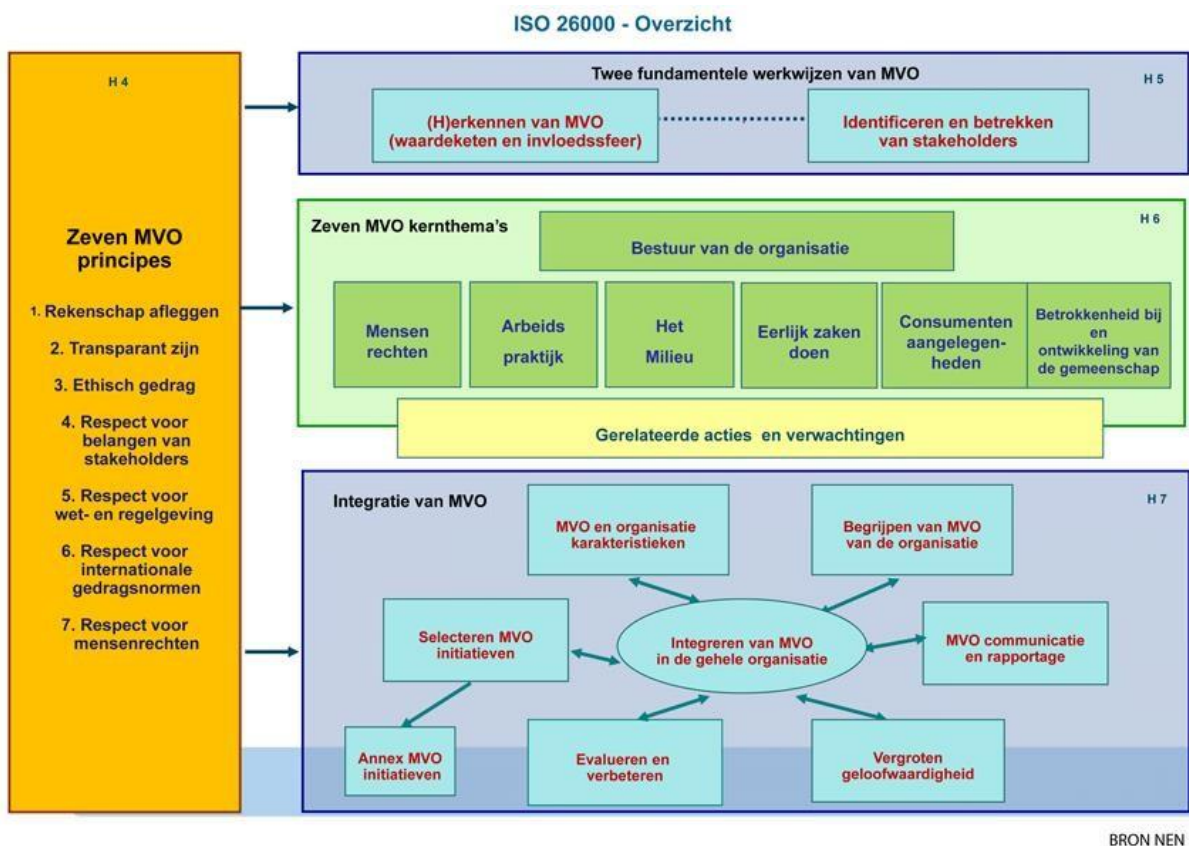 ISO 26000 - Overzicht
H 4
Zeven MVO
principes
1. Rekenschap afleggen
2. Transparant zijn
3. Ethisch gedrag
4. Respect voor
belangen van
stakeholders
5. Respect voor
wet- en regelgeving
6. Respect voor
internationale
gedragsnormen
7. Respect voor
mensenrechten
Twee fundamentele werkwijzen van MVO
H 5
(H)erkennen van MVO
(waardeketen en invloedssfeer)
Identificeren en betrekken
van stakeholders
Zeven MVO kernthema's
H 6
Bestuur van de organisatie
Mensen
rechten
Arbeids
praktijk
Het
Milieu
Eerlijk zaken
doen
Consumenten
aangelegen-
heden
Betrokkenheid bij
en
ontwikkeling van
de gemeenschap
Gerelateerde acties en verwachtingen
Integratie van MVO
H 7
MVO en organisatie
karakteristieken
Begrijpen van MVO
van de organisatie
Selecteren MVO
initiatieven
Integreren van MVO
in de gehele organisatie
MVO communicatie
en rapportage
Annex MVO
initiatieven
Evalueren en
verbeteren
Vergroten
geloofwaardigheid
BRON NEN